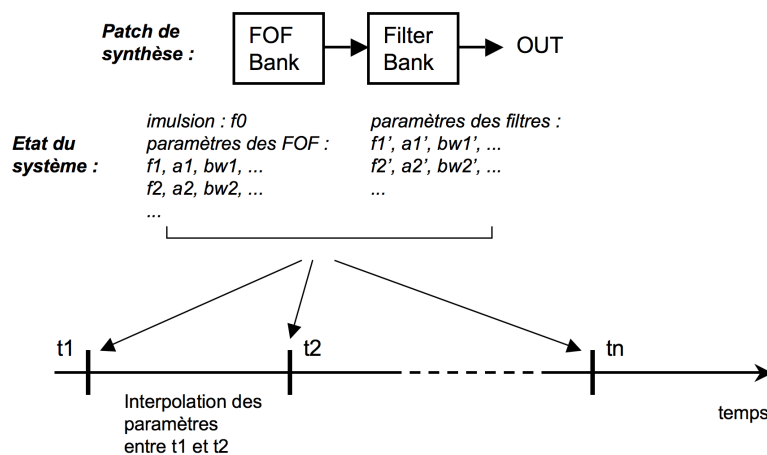 Patch de
synthèse :
FOF
Bank
Filter
Bank
OUT
Etat du
système :
imulsion : f0
paramètres des FOF :
f1, a1, bw1, ...
f2, a2, bw2, ...
...
paramètres des filtres :
f1’, a1’, bw1’, ...
f2’, a2’, bw2’, ...
...
t1
t2
tn
Interpolation des
paramètres
entre t1 et t2
temps